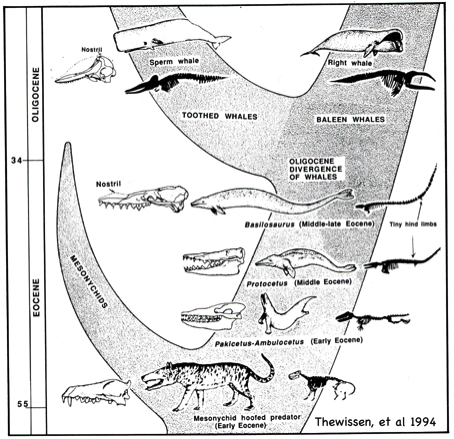 Nostril
Sperm whale
Right whale
TOOTHED WHALES
BALEEN WHALES
OLIGOCENE
34
OLIGOCENE
DIVERGENCE
OF WHALES
Nostril
Basilosaurus (Middle-late Eocene)
Tiny hind limbs
MESONYCHIDS
Protocetus (Middle Eocene)
EOCENE
Pakicetus-Ambulocetus (Early Eocene)
55
Mesonychid hoofed predator
(Early Eocene)
Thewissen, et al 1994